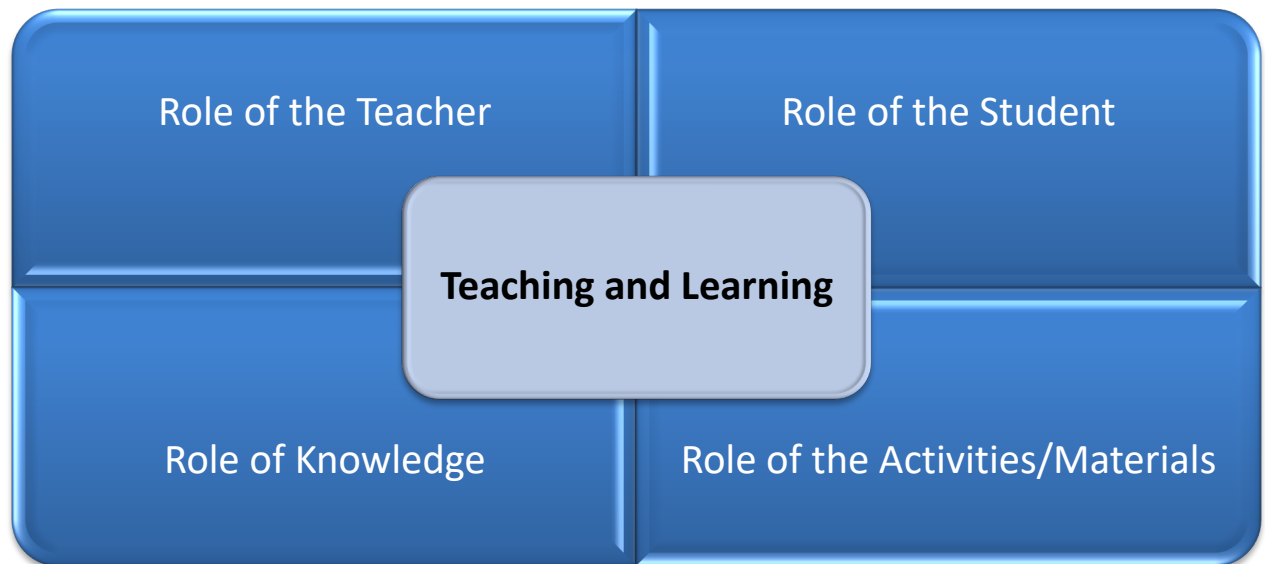 Role of the Teacher
Role of the Student
Teaching and Learning
Role of Knowledge
Role of the Activities/Materials